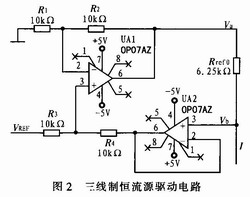 R1
10kΩ
R2
10kΩ
Va
UA1
OP07AZ
+5V
1
7
8
2
6
3
4
5
-5V
Rref0
6.25kΩ
-5V
UA2
OP07AZ
VREF
R3
10kΩ
R4
10kΩ
5
4
3
6
2
8
7
1
+5V
Vb
I
图2 三线制恒流源驱动电路